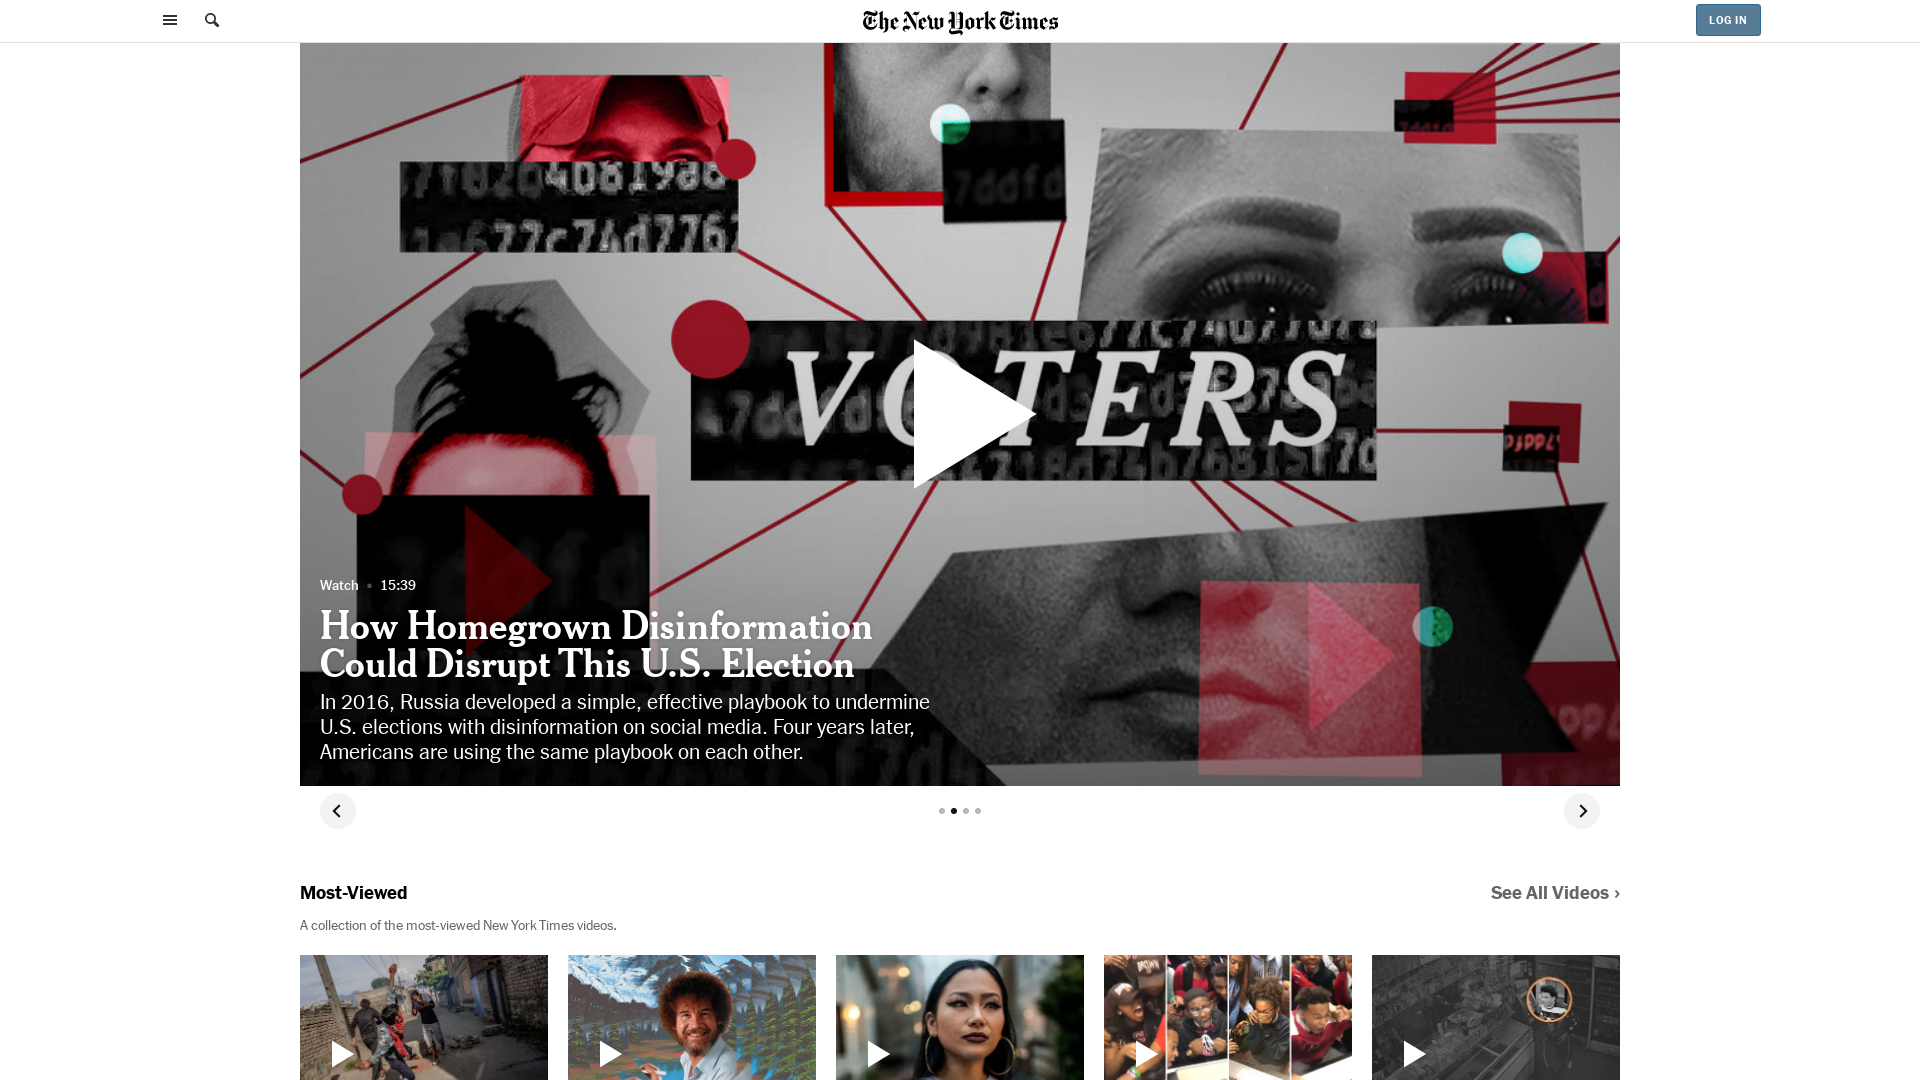 The New York Times
LOG IN
VOTERS
Watch • 15:39
How Homegrown Disinformation
Could Disrupt This U.S. Election
In 2016, Russia developed a simple, effective playbook to undermine
U.S. elections with disinformation on social media. Four years later,
Americans are using the same playbook on each other.
Most-Viewed
See All Videos ›
A collection of the most-viewed New York Times videos.